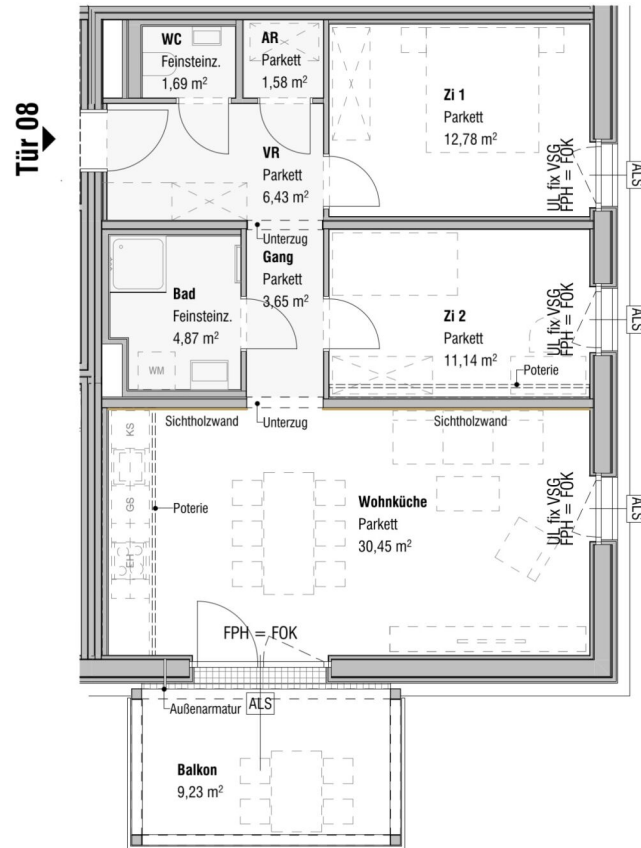 Tür 08
WC
Feinsteinz.
1,69 m²
AR
Parkett
1,58 m²
Zi 1
Parkett
12,78 m²
UL fix VSG
FPH = FOK
ALS
VR
Parkett
6,43 m²
Unterzug
Gang
Parkett
3,65 m²
Bad
Feinsteinz.
4,87 m²
WM
Zi 2
Parkett
11,14 m²
UL fix VSG
FPH = FOK
ALS
Poterie
Sichtholzwand
Unterzug
Sichtholzwand
KS
GS
EH
Poterie
Wohnküche
Parkett
30,45 m²
UL fix VSG
FPH = FOK
ALS
FPH = FOK
Außenarmatur
ALS
Balkon
9,23 m²